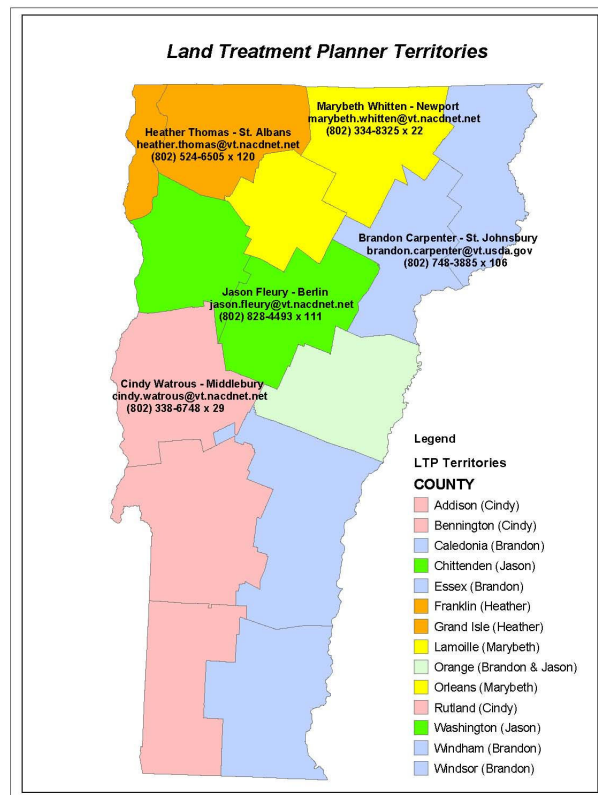 Land Treatment Planner Territories
Marybeth Whitten - Newport
marybeth.whitten@vt.nacdnet.net
(802) 334-8325 x 22
Heather Thomas - St. Albans
heather.thomas@vt.nacdnet.net
(802) 524-6505 x 120
Brandon Carpenter - St. Johnsbury
brandon.carpenter@vt.usda.gov
(802) 748-3885 x 106
Jason Fleury - Berlin
jason.fleury@vt.nacdnet.net
(802) 828-4493 x 111
Cindy Watrous - Middlebury
cindy.watrous@vt.nacdnet.net
(802) 338-6748 x 29
Legend
LTP Territories
COUNTY
Addison (Cindy)
Bennington (Cindy)
Caledonia (Brandon)
Chittenden (Jason)
Essex (Brandon)
Franklin (Heather)
Grand Isle (Heather)
Lamoille (Marybeth)
Orange (Brandon & Jason)
Orleans (Marybeth)
Rutland (Cindy)
Washington (Jason)
Windham (Brandon)
Windsor (Brandon)